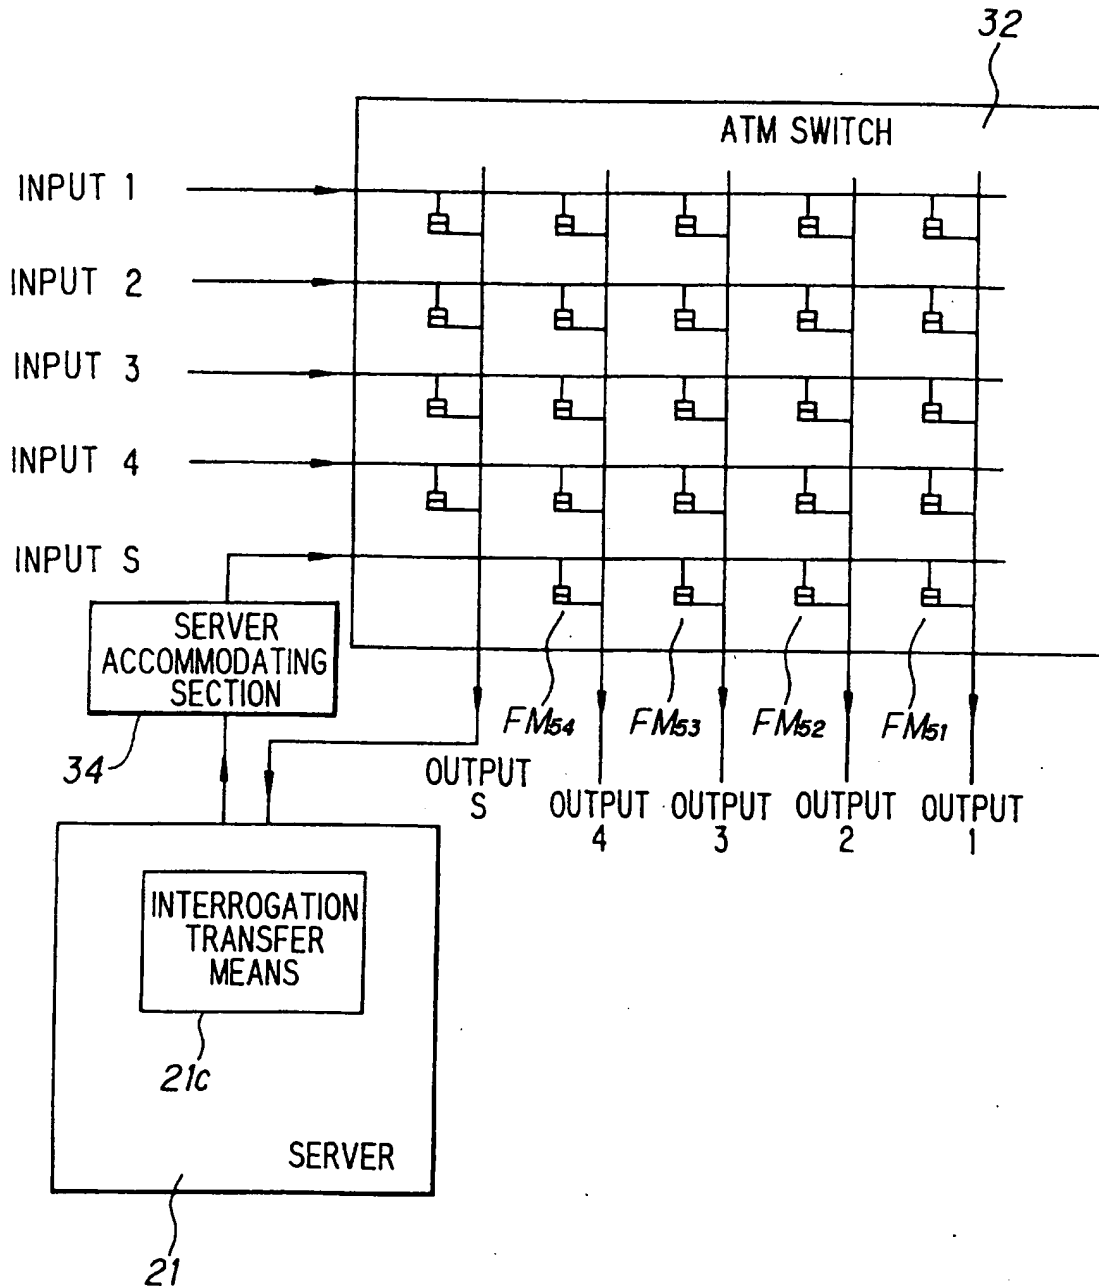 32
ATM SWITCH
INPUT 1
INPUT 2
INPUT 3
INPUT 4
INPUT S
SERVER
ACCOMMODATING
SECTION
34
FM54
FM53
FM52
FM51
OUTPUT
S
OUTPUT
4
OUTPUT
3
OUTPUT
2
OUTPUT
1
INTERROGATION
TRANSFER
MEANS
21c
SERVER
21